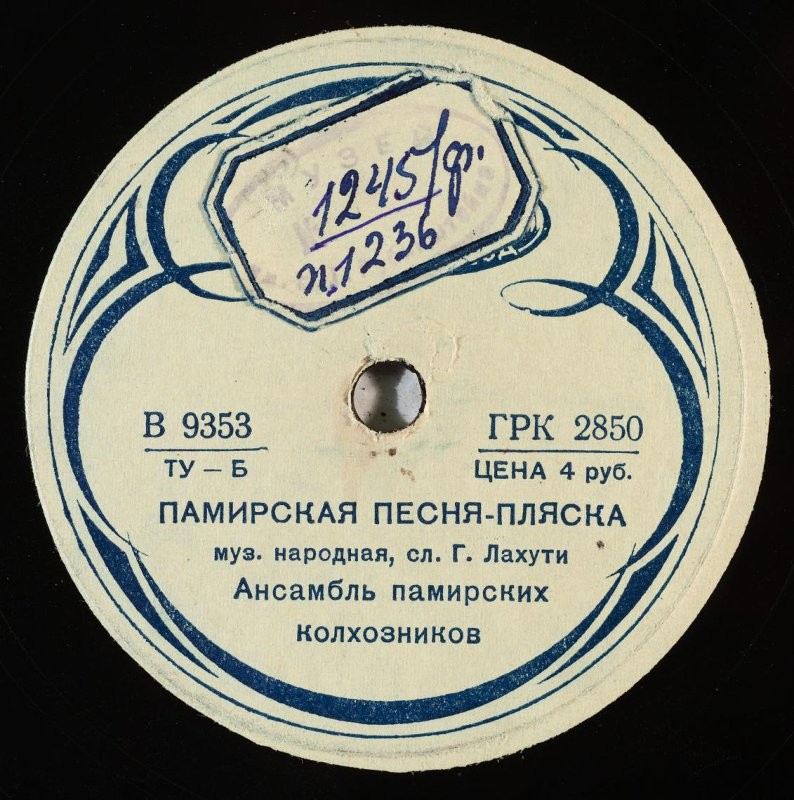 МУЗЕЙ
1245/ф.
п.1236
В 9353
ГРК 2850
ТУ – Б
ЦЕНА 4 руб.
ПАМИРСКАЯ ПЕСНЯ-ПЛЯСКА
муз. народная, сл. Г. Лахути
Ансамбль памирских
колхозников